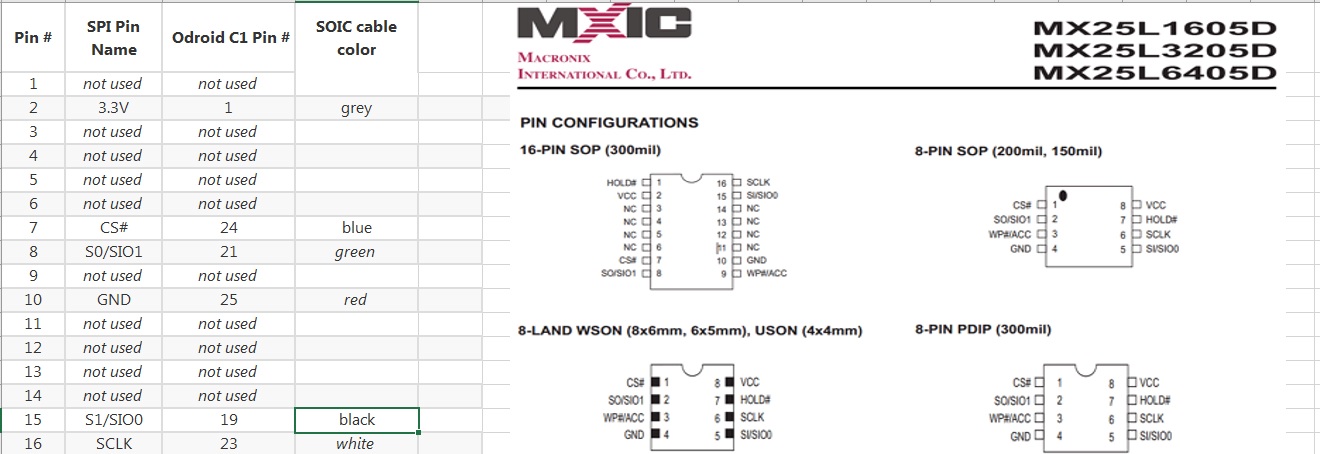 Pin # SPI Pin Name Odroid C1 Pin # SOIC cable color
1 not used not used
2 3.3V 1 grey
3 not used not used
4 not used not used
5 not used not used
6 not used not used
7 CS# 24 blue
8 S0/SIO1 21 green
9 not used not used
10 GND 25 red
11 not used not used
12 not used not used
13 not used not used
14 not used not used
15 S1/SIO0 19 black
16 SCLK 23 white
MXIC
MACRONIX
INTERNATIONAL CO., LTD.
MX25L1605D
MX25L3205D
MX25L6405D
PIN CONFIGURATIONS
16-PIN SOP (300mil)
HOLD# 1 16 SCLK
VCC 2 15 SI/SIO0
NC 3 14 NC
NC 4 13 NC
NC 5 12 NC
NC 6 11 NC
CS# 7 10 GND
SO/SIO1 8 9 WP#/ACC
8-PIN SOP (200mil, 150mil)
CS# 1 8 VCC
SO/SIO1 2 7 HOLD#
WP#/ACC 3 6 SCLK
GND 4 5 SI/SIO0
8-LAND WSON (8x6mm, 6x5mm), USON (4x4mm)
CS# 1 8 VCC
SO/SIO1 2 7 HOLD#
WP#/ACC 3 6 SCLK
GND 4 5 SI/SIO0
8-PIN PDIP (300mil)
CS# 1 8 VCC
SO/SIO1 2 7 HOLD#
WP#/ACC 3 6 SCLK
GND 4 5 SI/SIO0